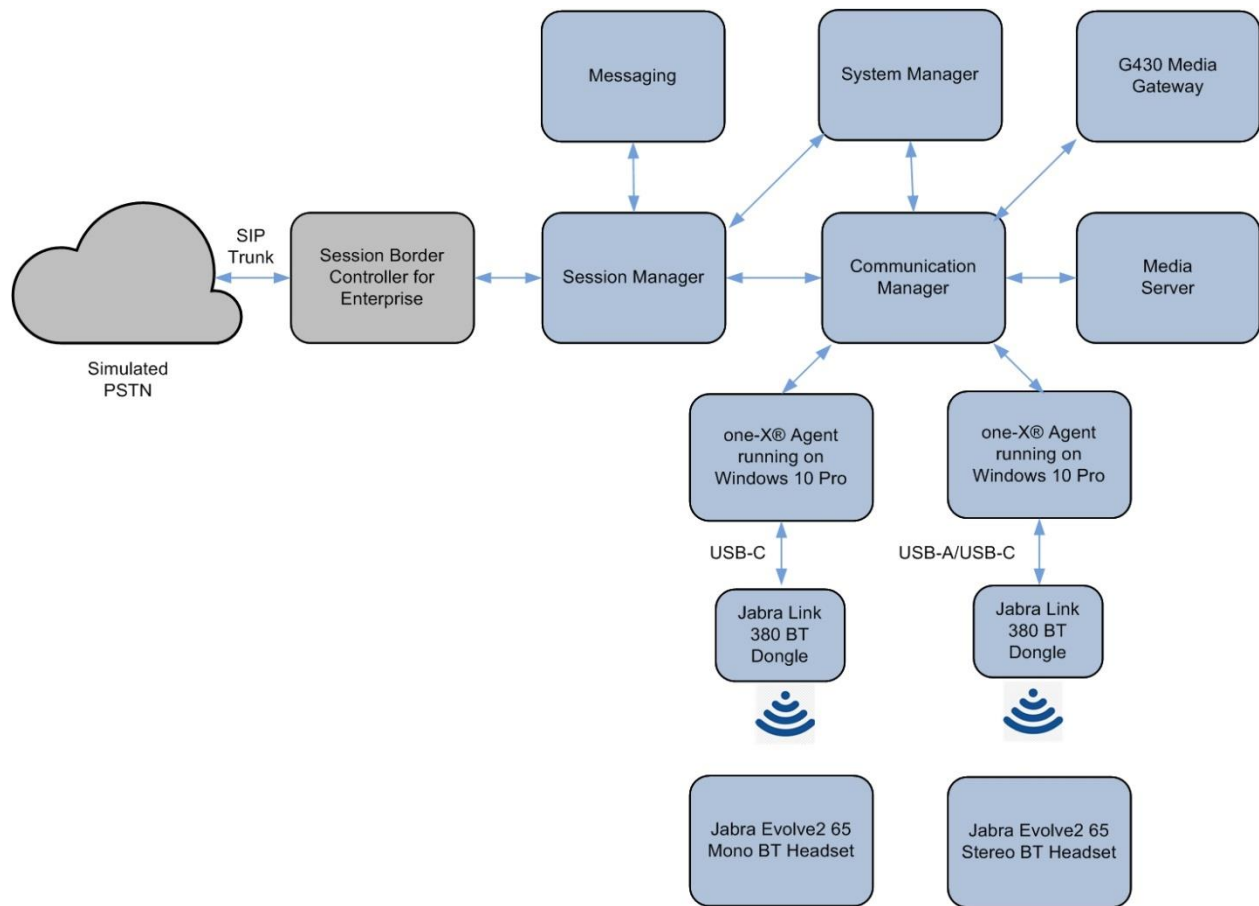 Messaging
System Manager
G430 Media
Gateway
SIP
Trunk
Session Border
Controller for
Enterprise
Session Manager
Communication
Manager
Media
Server
Simulated
PSTN
one-X® Agent
running on
Windows 10 Pro
one-X® Agent
running on
Windows 10 Pro
USB-C
USB-A/USB-C
Jabra Link
380 BT
Dongle
Jabra Link
380 BT
Dongle
Jabra Evolve2 65
Mono BT Headset
Jabra Evolve2 65
Stereo BT Headset